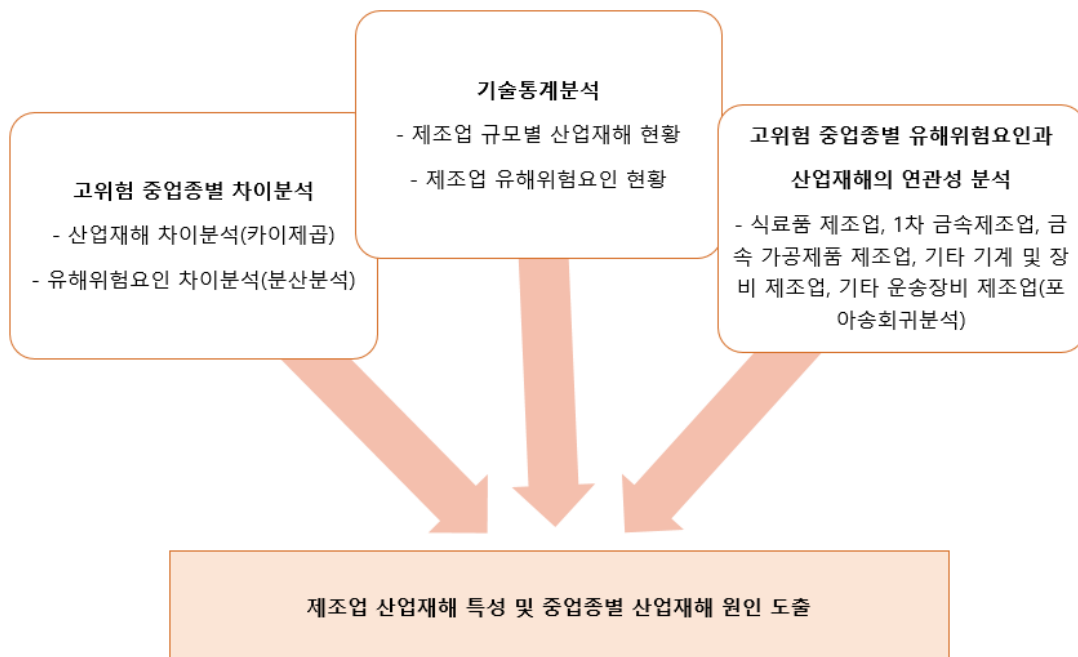 기술통계분석
- 제조업 규모별 산업재해 현황
- 제조업 유해위험요인 현황
고위험 중업종별 차이분석
- 산업재해 차이분석(카이제곱)
- 유해위험요인 차이분석(분산분석)
고위험 중업종별 유해위험요인과
산업재해의 연관성 분석
- 식료품 제조업, 1차 금속제조업, 금
속 가공제품 제조업, 기타 기계 및 장
비 제조업, 기타 운송장비 제조업(포
아송회귀분석)
제조업 산업재해 특성 및 중업종별 산업재해 원인 도출